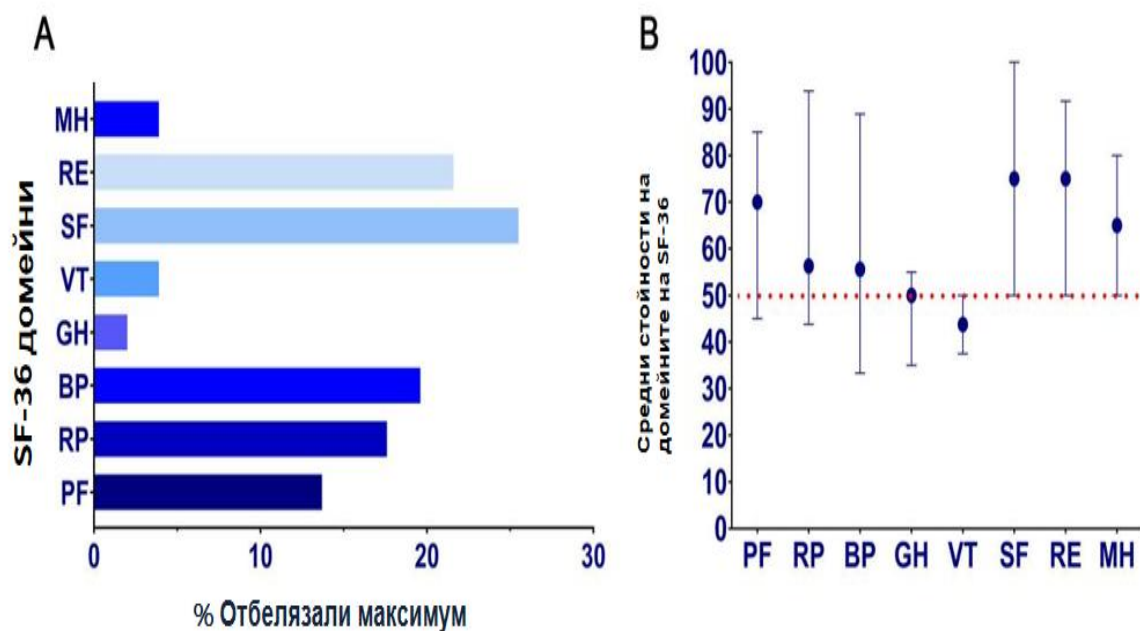 A
SF-36 домейни
MH
RE
SF
VT
GH
BP
RP
PF
0 10 20 30
% Отбелязали максимум
B
Средни стойности на
домейните на SF-36
100
90
80
70
60
50
40
30
20
10
0
PF RP BP GH VT SF RE MH